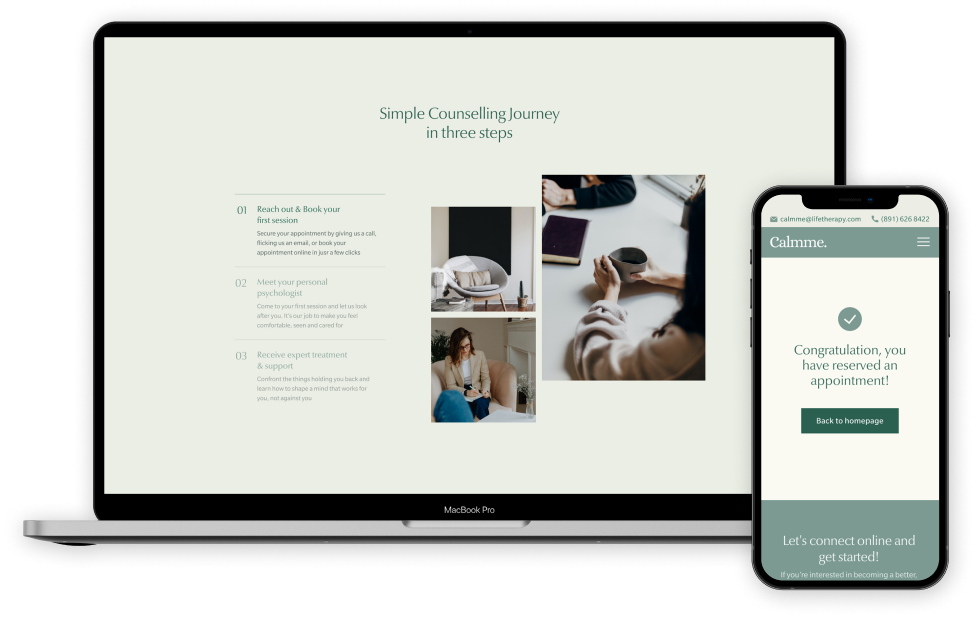 Simple Counselling Journey
in three steps
01
Reach out & Book your
first session
Secure your appointment by giving us a call,
flicking us an email, or book your
appointment online in just a few clicks
02
Meet your personal
psychologist
Come to your first session and let us look
after you. It's our job to make you feel
comfortable, seen and cared for
03
Receive expert treatment
& support
Confront the things holding you back and
learn how to shape a mind that works for
you, not against you
MacBook Pro
calmme@lifetherapy.com (891) 626 8422
Calmme.
Congratulation, you
have reserved an
appointment!
Back to homepage
Let's connect online and
get started!
If you're interested in becoming a better,